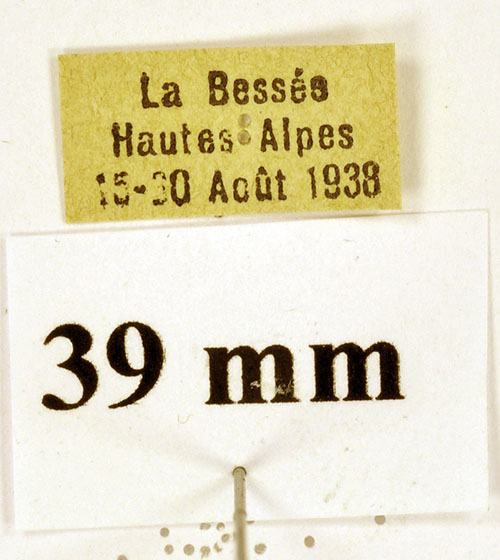 La Bessée
Hautes Alpes
15-30 Août 1938
39 mm